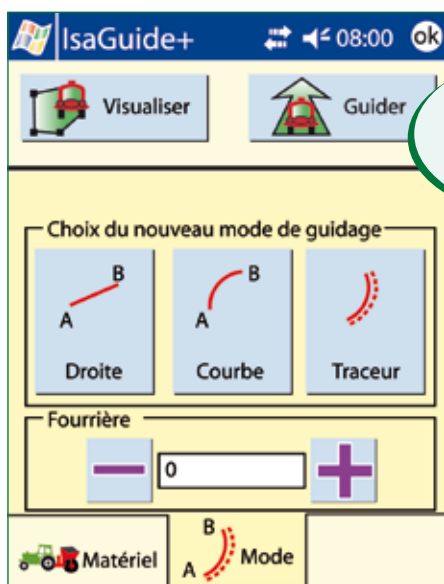 IsaGuide+ 08:00 ok
Visualiser Guider
Choix du nouveau mode de guidage
B B
A A
Droite Courbe Traceur
Fourrière
0
B
Matériel A Mode